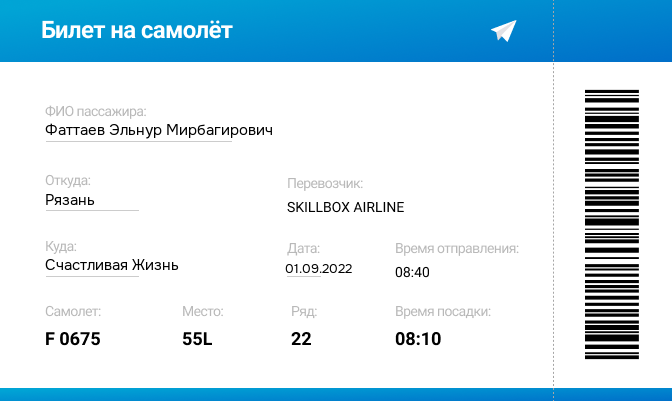 Билет на самолёт
ФИО пассажира:
Фаттаев Эльнур Мирбагирович
Откуда:
Рязань
Перевозчик:
SKILLBOX AIRLINE
Куда:
Счастливая Жизнь
Дата:
01.09.2022
Время отправления:
08:40
Самолет:
F 0675
Место:
55L
Ряд:
22
Время посадки:
08:10